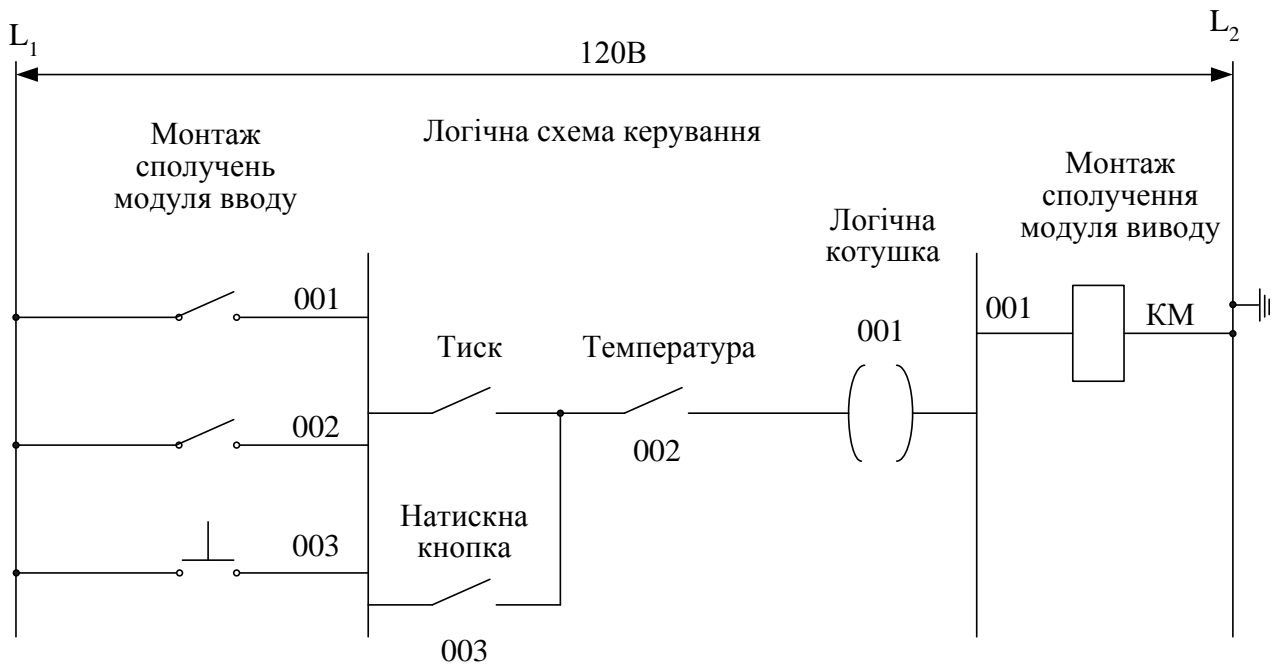 L1
L2
120В
Монтаж
сполучень
модуля вводу
Логічна схема керування
Монтаж
сполучення
модуля виводу
Логічна
котушка
001
001
КМ
001
Тиск
Температура
002
002
Натискна
кнопка
003
003